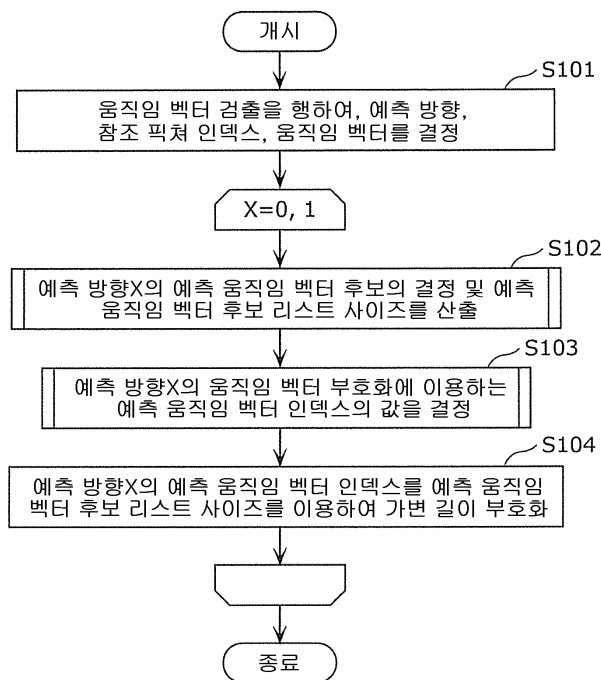 개시
S101
움직임 벡터 검출을 행하여, 예측 방향,
참조 픽쳐 인덱스, 움직임 벡터를 결정
X=0, 1
S102
예측 방향X의 예측 움직임 벡터 후보의 결정 및 예측
움직임 벡터 후보 리스트 사이즈를 산출
S103
예측 방향X의 움직임 벡터 부호화에 이용하는
예측 움직임 벡터 인덱스의 값을 결정
S104
예측 방향X의 예측 움직임 벡터 인덱스를 예측 움직임
벡터 후보 리스트 사이즈를 이용하여 가변 길이 부호화
종료